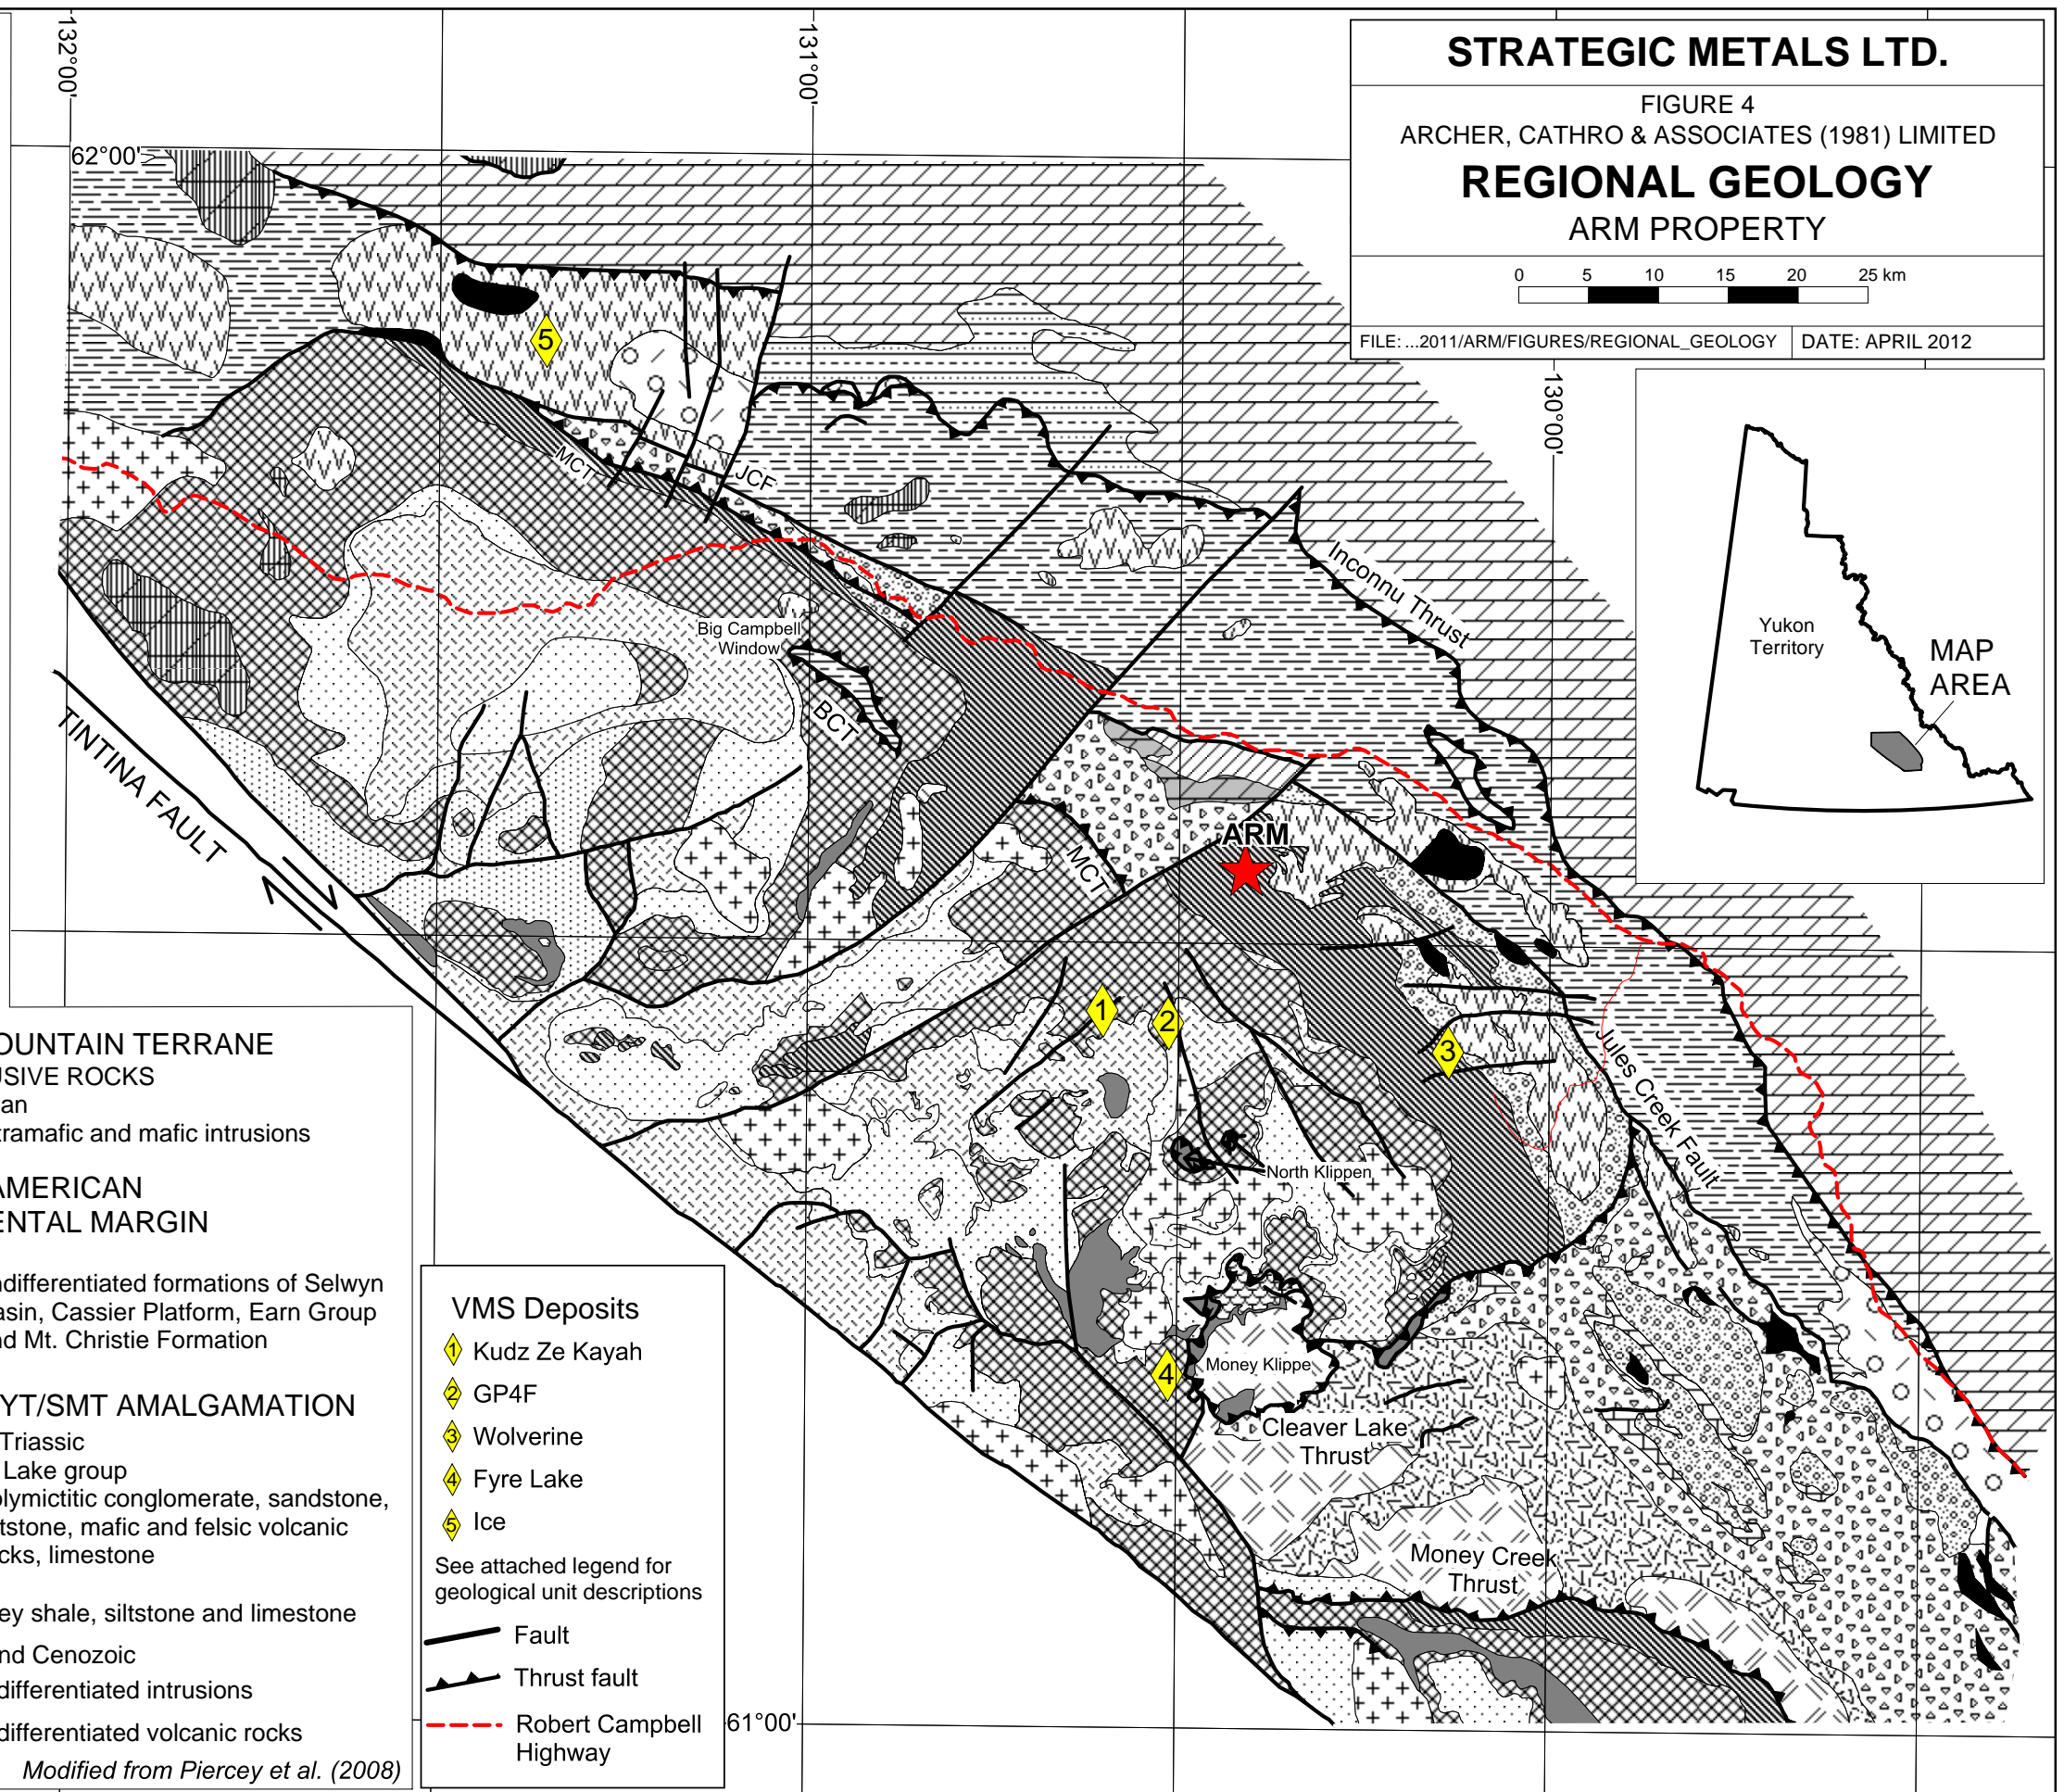 STRATEGIC METALS LTD.
FIGURE 4
ARCHER, CATHRO & ASSOCIATES (1981) LIMITED
REGIONAL GEOLOGY
ARM PROPERTY
0 5 10 15 20 25 km
FILE: ...2011/ARM/FIGURES/REGIONAL_GEOLOGY
DATE: APRIL 2012
132°00'
131°00'
130°00'
62°00'
61°00'
Yukon
Territory
MAP
AREA
5
MCT
JCF
Inconnu Thrust
Big Campbell
Window
BCT
TINTINA FAULT
MCT
ARM
1
2
3
Jules Creek Fault
North Klippen
4
Money Klippe
Cleaver Lake
Thrust
Money Creek
Thrust
OUNTAIN TERRANE
USIVE ROCKS
an
tramafic and mafic intrusions
AMERICAN
ENTAL MARGIN
ndifferentiated formations of Selwyn
asin, Cassier Platform, Earn Group
nd Mt. Christie Formation
YT/SMT AMALGAMATION
Triassic
Lake group
olymictitic conglomerate, sandstone,
tstone, mafic and felsic volcanic
cks, limestone
ey shale, siltstone and limestone
nd Cenozoic
differentiated intrusions
differentiated volcanic rocks
Modified from Piercey et al. (2008)
VMS Deposits
1 Kudz Ze Kayah
2 GP4F
3 Wolverine
4 Fyre Lake
5 Ice
See attached legend for
geological unit descriptions
Fault
Thrust fault
Robert Campbell
Highway